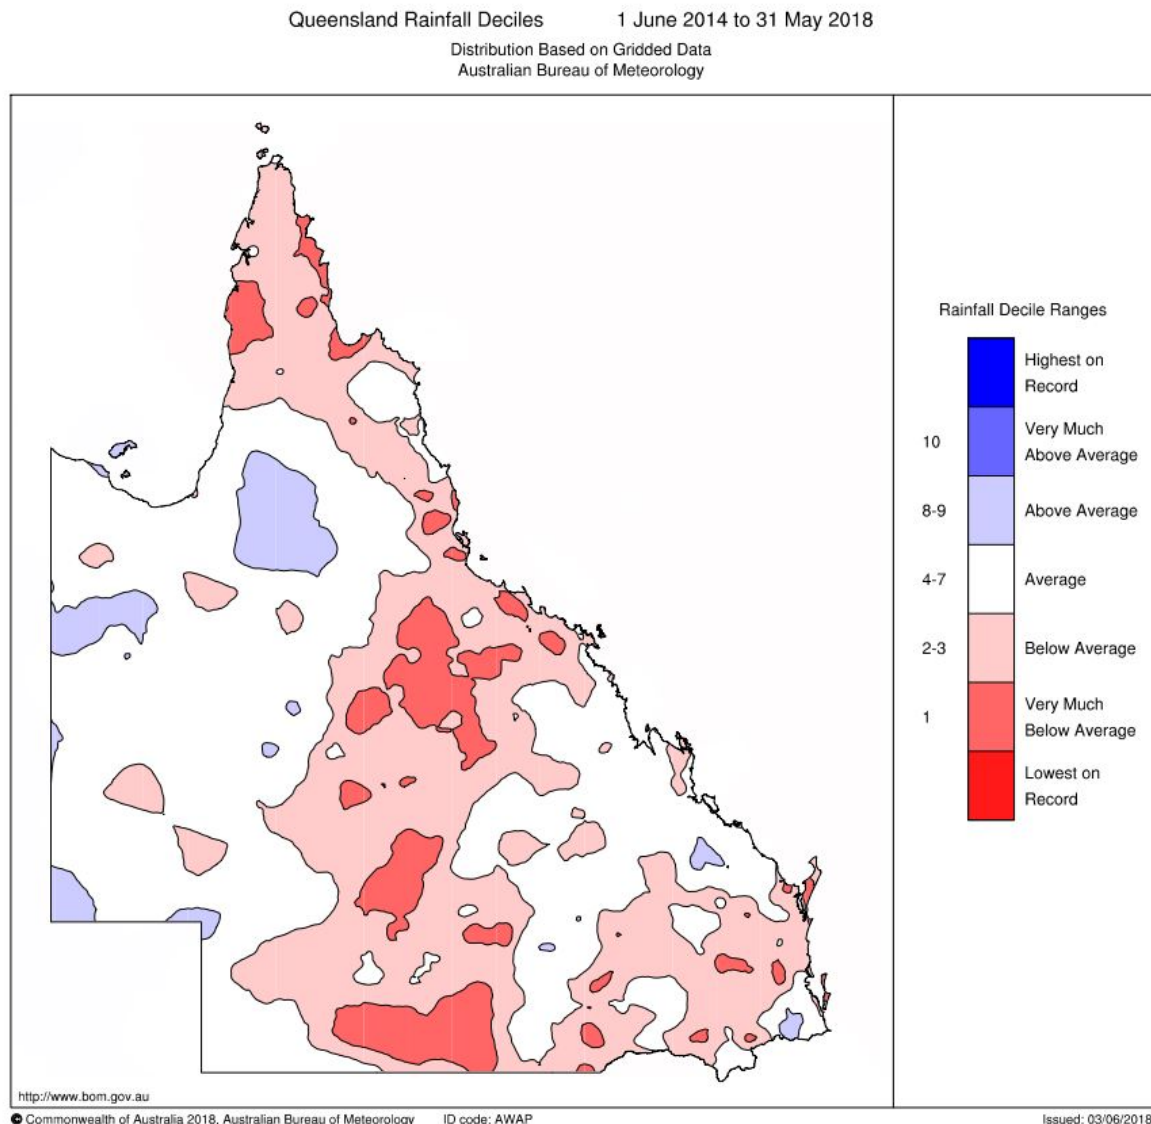 Queensland Rainfall Deciles 1 June 2014 to 31 May 2018
Distribution Based on Gridded Data
Australian Bureau of Meteorology
Rainfall Decile Ranges
Highest on
Record
10 Very Much
Above Average
8-9 Above Average
4-7 Average
2-3 Below Average
1 Very Much
Below Average
Lowest on
Record
http://www.bom.gov.au
© Commonwealth of Australia 2018, Australian Bureau of Meteorology ID code: AWAP Issued: 03/06/2018